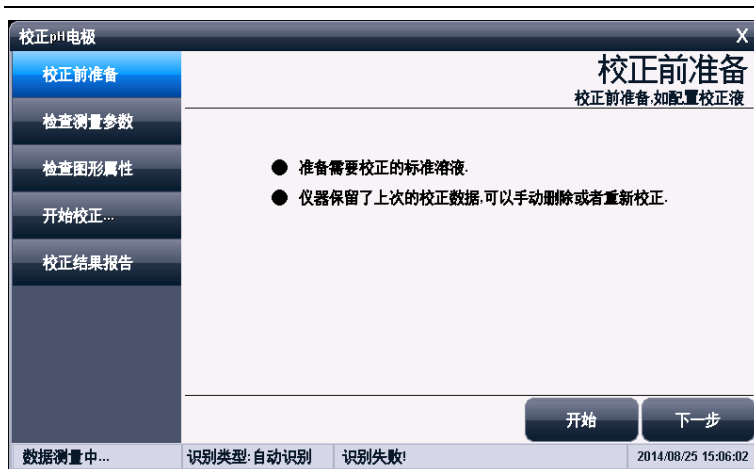 校正pH电极
X
校正前准备
检查测量参数
检查图形属性
开始校正...
校正结果报告
校正前准备
校正前准备,如配置校正液
● 准备需要校正的标准溶液.
● 仪器保留了上次的校正数据,可以手动删除或者重新校正.
开始
下一步
数据测量中...
识别类型:自动识别
识别失败!
2014/08/25 15:06:02